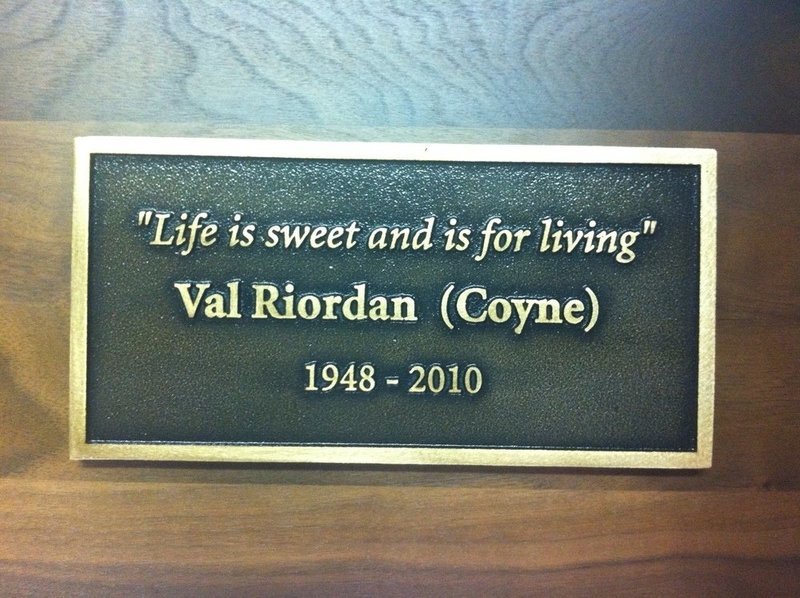 "Life is sweet and is for living"
Val Riordan (Coyne)
1948 - 2010